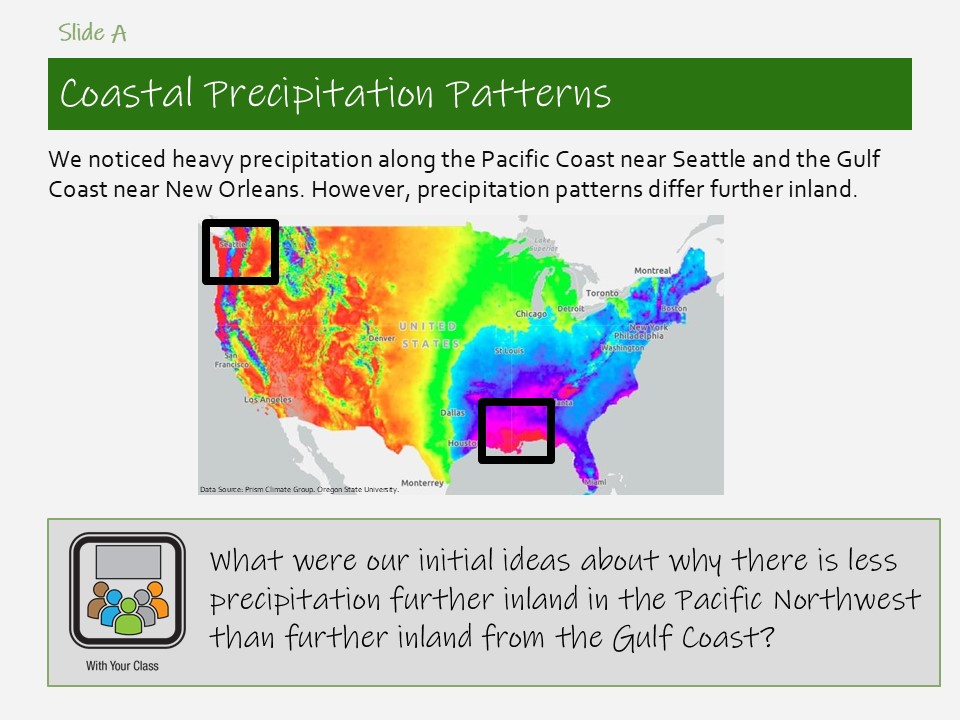 Slide A
Coastal Precipitation Patterns
We noticed heavy precipitation along the Pacific Coast near Seattle and the Gulf
Coast near New Orleans. However, precipitation patterns differ further inland.
Seattle
Lake
Superior
Montreal
Toronto
Boston
Chicago
Detroit
UNITED
STATES
New York
Philadelphia
Denver
St Louis
Washington
San
Francisco
Los Angeles
Dallas
anta
Housto
Monterrey
Miami
Data Source: Prism Climate Group, Oregon State University.
What were our initial ideas about why there is less
precipitation further inland in the Pacific Northwest
than further inland from the Gulf Coast?
With Your Class